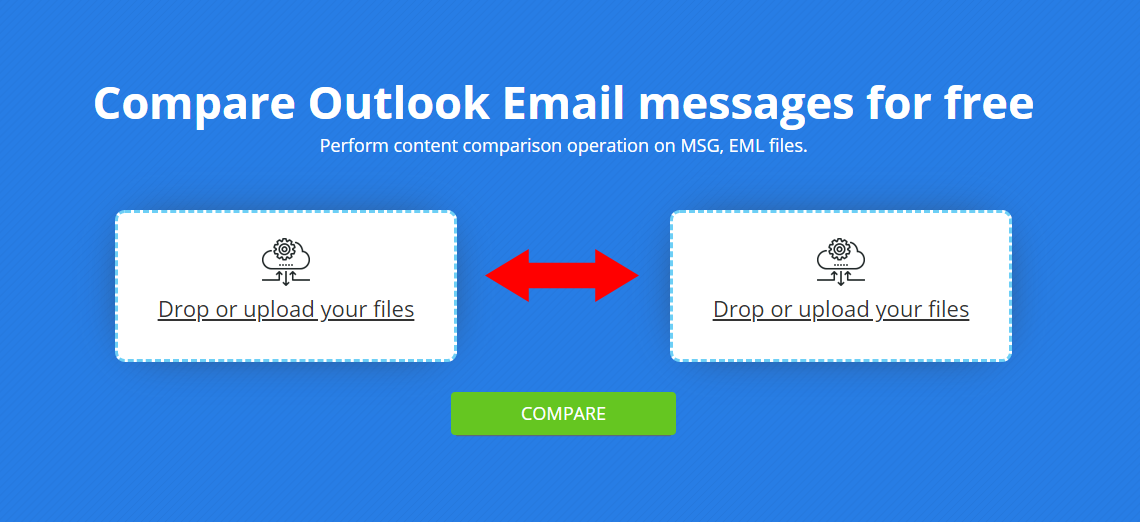 Compare Outlook Email messages for free
Perform content comparison operation on MSG, EML files.
Drop or upload your files
Drop or upload your files
COMPARE